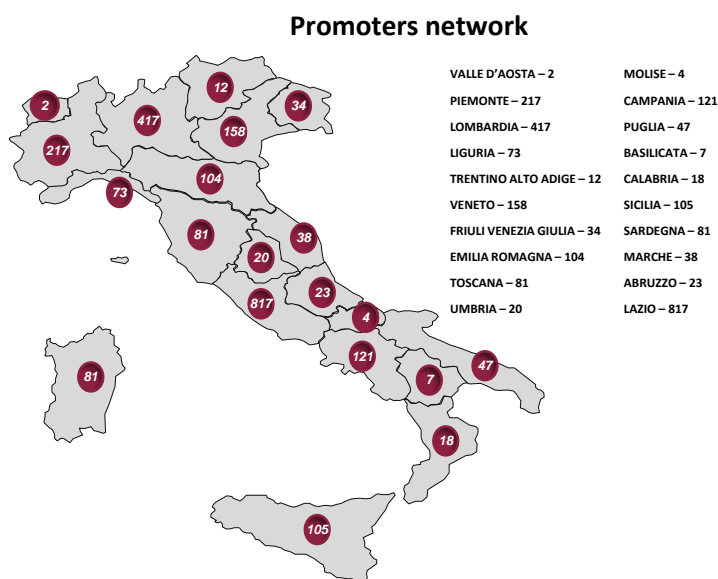 Promoters network
VALLE D'AOSTA – 2
PIEMONTE – 217
LOMBARDIA – 417
LIGURIA – 73
TRENTINO ALTO ADIGE – 12
VENETO – 158
FRIULI VENEZIA GIULIA – 34
EMILIA ROMAGNA – 104
TOSCANA – 81
UMBRIA – 20
MOLISE – 4
CAMPANIA – 121
PUGLIA – 47
BASILICATA – 7
CALABRIA – 18
SICILIA – 105
SARDEGNA – 81
MARCHE – 38
ABRUZZO – 23
LAZIO – 817
12
2
34
417
158
217
104
73
81
38
20
23
817
4
121
47
81
7
18
105